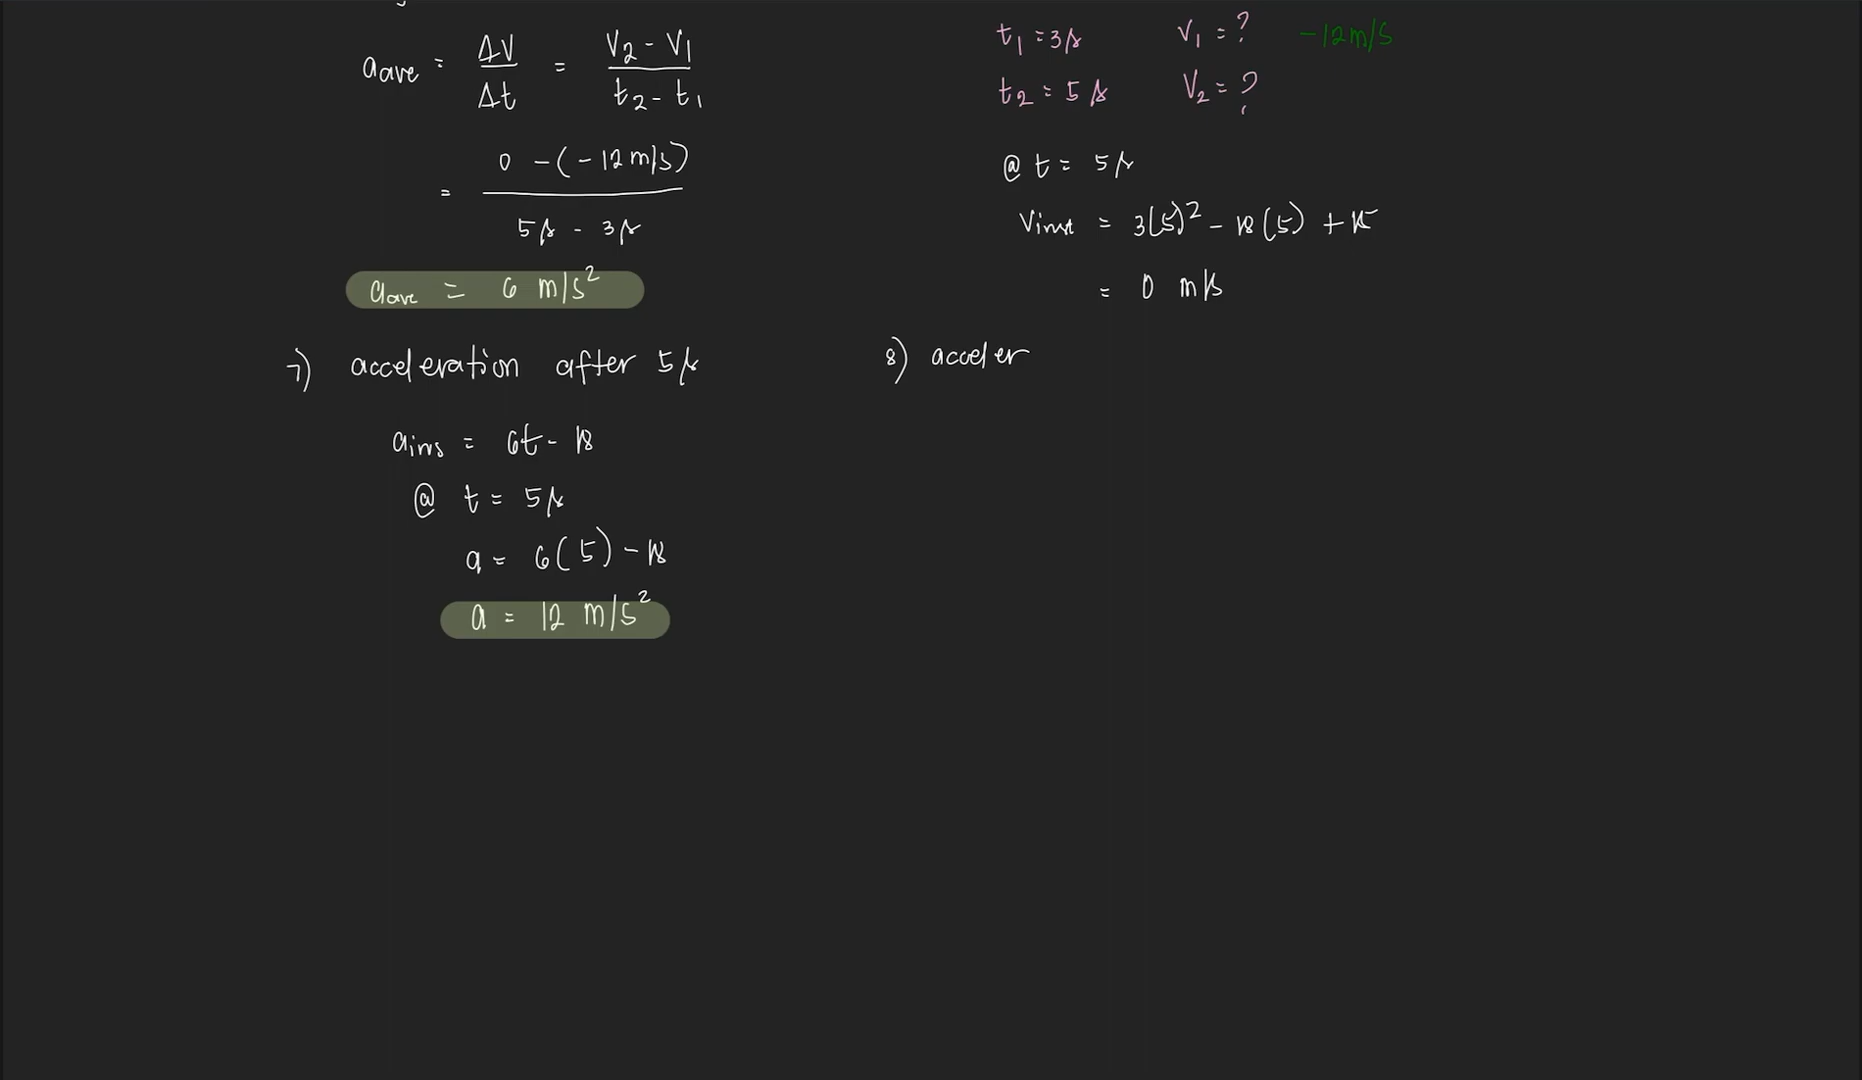 a_ave = ΔV/Δt = (V₂ - V₁)/(t₂ - t₁)
= (0 - (-12 m/s))/(5s - 3s)
a_ave = 6 m/s²
t₁ = 3s V₁ = ? -12 m/s
t₂ = 5s V₂ = ?
@ t = 5s
V_inst = 3(5)² - 18(5) + 15
= 0 m/s
7) acceleration after 5s
a_ins = 6t - 18
@ t = 5s
a = 6(5) - 18
a = 12 m/s²
8) acceler